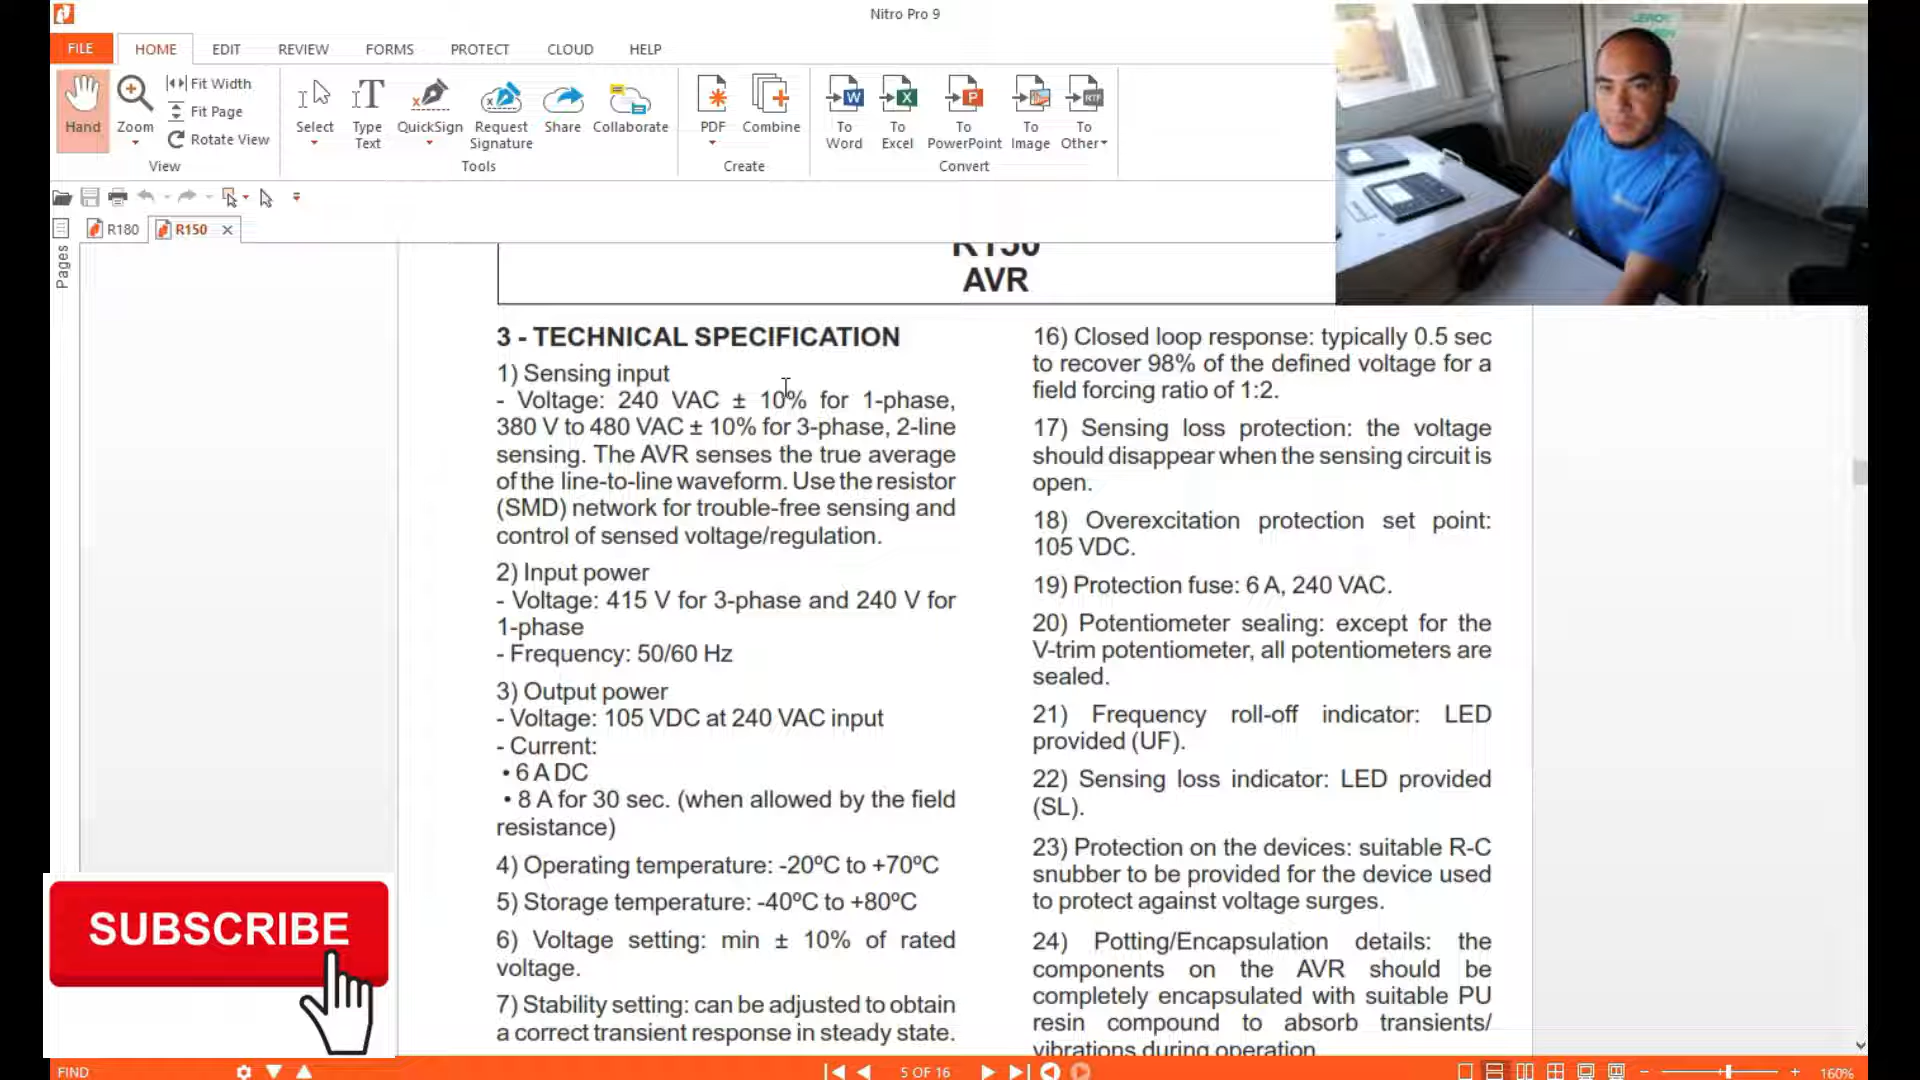 Nitro Pro 9
FILE
HOME
EDIT
REVIEW
FORMS
PROTECT
CLOUD
HELP
Hand
Zoom
Fit Width
Fit Page
Rotate View
View
Select
Type
Text
QuickSign
Request
Signature
Share
Collaborate
Tools
PDF
Combine
Create
To
Word
To
Excel
To
PowerPoint
To
Image
To
Other
Convert
R180
R150
Pages
R150
AVR
3 - TECHNICAL SPECIFICATION
1) Sensing input
- Voltage: 240 VAC ± 10% for 1-phase,
380 V to 480 VAC ± 10% for 3-phase, 2-line
sensing. The AVR senses the true average
of the line-to-line waveform. Use the resistor
(SMD) network for trouble-free sensing and
control of sensed voltage/regulation.
2) Input power
- Voltage: 415 V for 3-phase and 240 V for
1-phase
- Frequency: 50/60 Hz
3) Output power
- Voltage: 105 VDC at 240 VAC input
- Current:
• 6 A DC
• 8 A for 30 sec. (when allowed by the field
resistance)
4) Operating temperature: -20ºC to +70ºC
5) Storage temperature: -40ºC to +80ºC
6) Voltage setting: min ± 10% of rated
voltage.
7) Stability setting: can be adjusted to obtain
a correct transient response in steady state.
16) Closed loop response: typically 0.5 sec
to recover 98% of the defined voltage for a
field forcing ratio of 1:2.
17) Sensing loss protection: the voltage
should disappear when the sensing circuit is
open.
18) Overexcitation protection set point:
105 VDC.
19) Protection fuse: 6 A, 240 VAC.
20) Potentiometer sealing: except for the
V-trim potentiometer, all potentiometers are
sealed.
21) Frequency roll-off indicator: LED
provided (UF).
22) Sensing loss indicator: LED provided
(SL).
23) Protection on the devices: suitable R-C
snubber to be provided for the device used
to protect against voltage surges.
24) Potting/Encapsulation details: the
components on the AVR should be
completely encapsulated with suitable PU
resin compound to absorb transients/
vibrations during operation
SUBSCRIBE
FIND
5 OF 16
160%